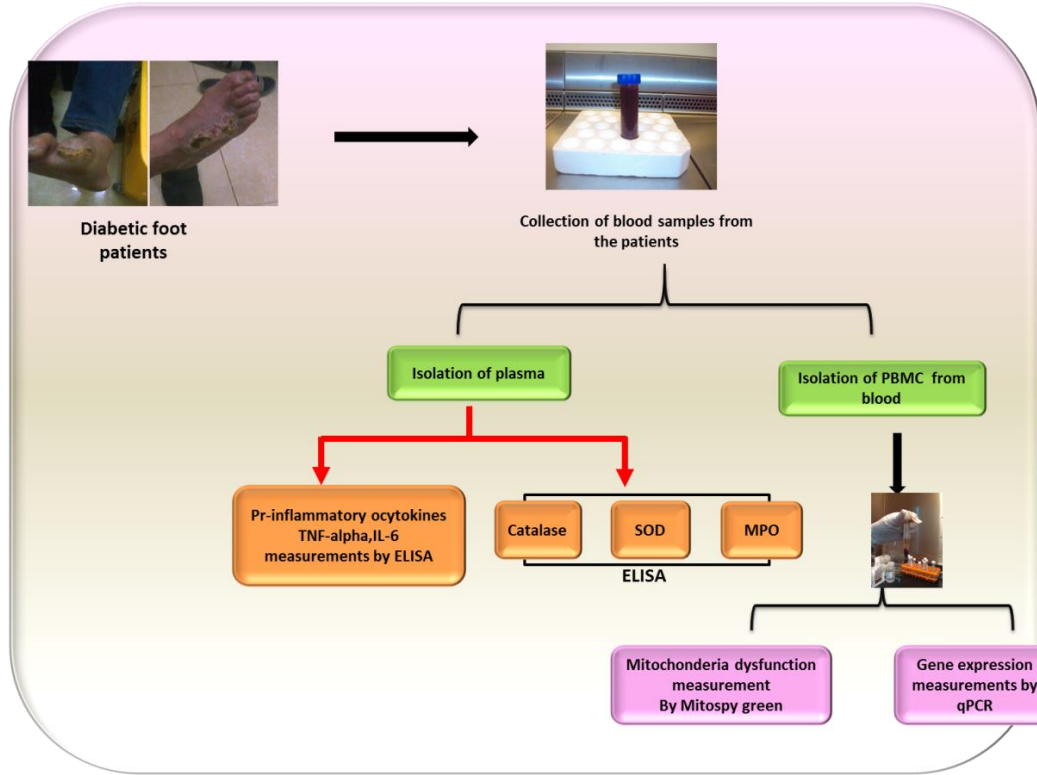 Diabetic foot
patients
Collection of blood samples from
the patients
Isolation of plasma
Isolation of PBMC from
blood
Pr-inflammatory ocytokines
TNF-alpha,IL-6
measurements by ELISA
Catalase
SOD
MPO
ELISA
Mitochonderia dysfunction
measurement
By Mitospy green
Gene expression
measurements by
qPCR